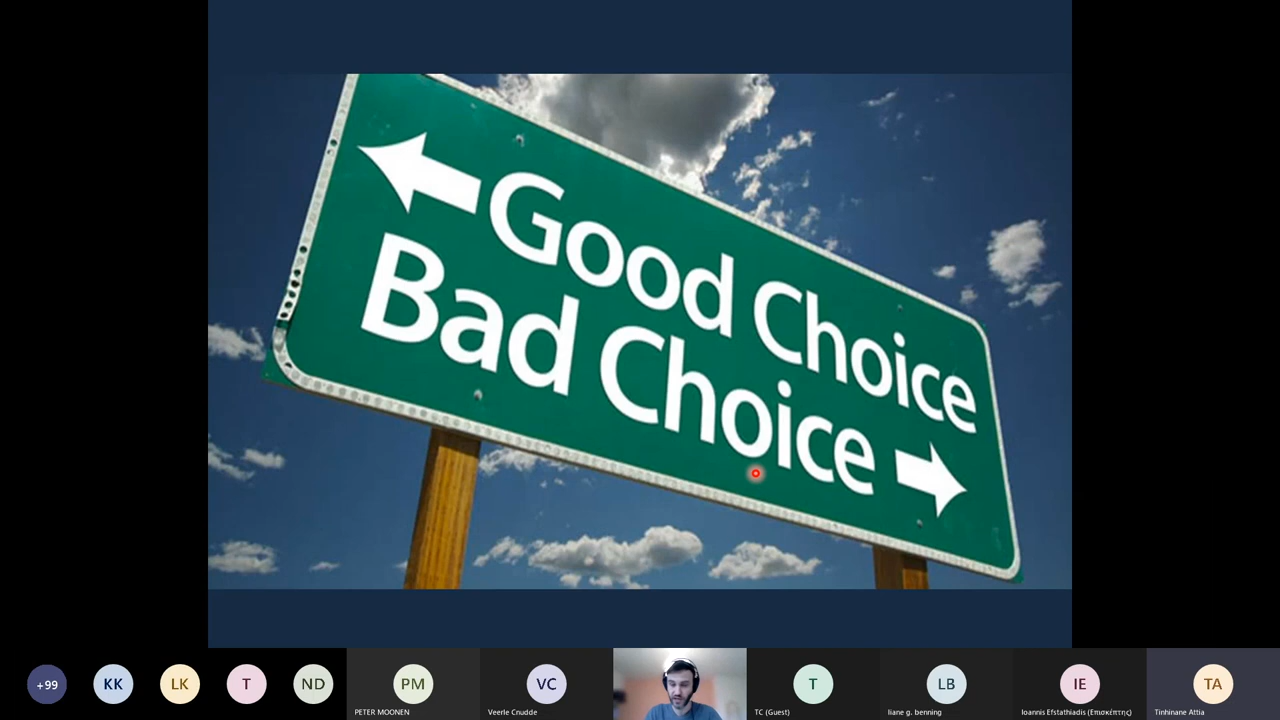 Good Choice
Bad Choice
+99
KK
LK
T
ND
PM
PETER MOONEN
VC
Veerle Cnudde
T
TC (Guest)
LB
liane g. benning
IE
Ioannis Efstathiadis (Επισκέπτης)
TA
Tinhinane Attia